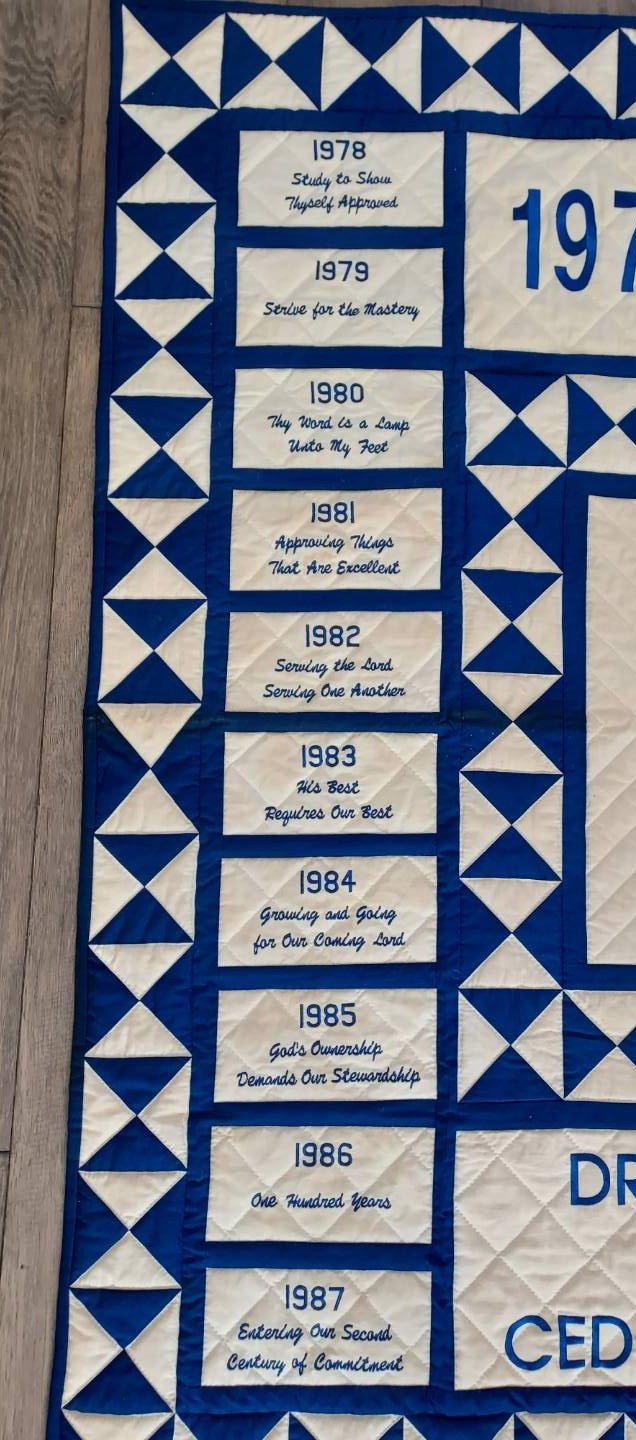 1978
Study to Show
Thyself Approved
1979
Strive for the Mastery
1980
Thy Word is a Lamp
Unto My Feet
1981
Approving Things
That Are Excellent
1982
Serving the Lord
Serving One Another
1983
His Best
Requires Our Best
1984
Growing and Going
for Our Coming Lord
1985
God's Ownership
Demands Our Stewardship
1986
One Hundred Years
1987
Entering Our Second
Century of Commitment
197
DR
CED